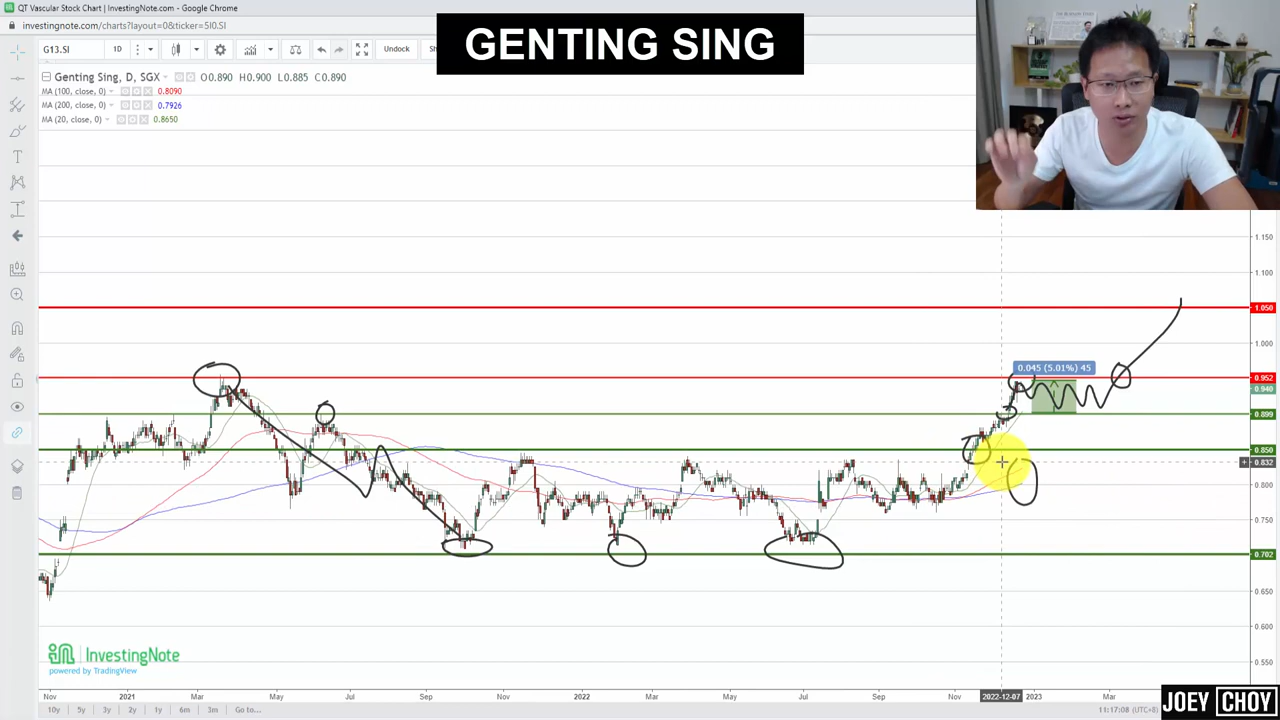 QT Vascular Stock Chart | InvestingNote - Google Chrome
investingnote.com/charts?layout=0&ticker=5I0.SI
GENTING SING
G13.SI 1D Unlock
Genting Sing, D, SGX O0.890 H0.900 L0.885 C0.890
MA (100, close, 0) 0.8090
MA (200, close, 0) 0.7926
MA (20, close, 0) 0.8650
1.150
1.100
1.050
1.000
0.045 (5.01%) 45
0.952
0.940
0.899
0.850
0.832
0.800
0.750
0.702
0.650
0.600
0.550
InvestingNote
powered by TradingView
Nov 2021 Mar May Jul Sep Nov 2022 Mar May Jul Sep Nov 2022-12-07 2023 Mar
10y 5y 3y 2y 1y 6m 3m Go to... 11:17:08 (UTC+8)
JOEY CHOY